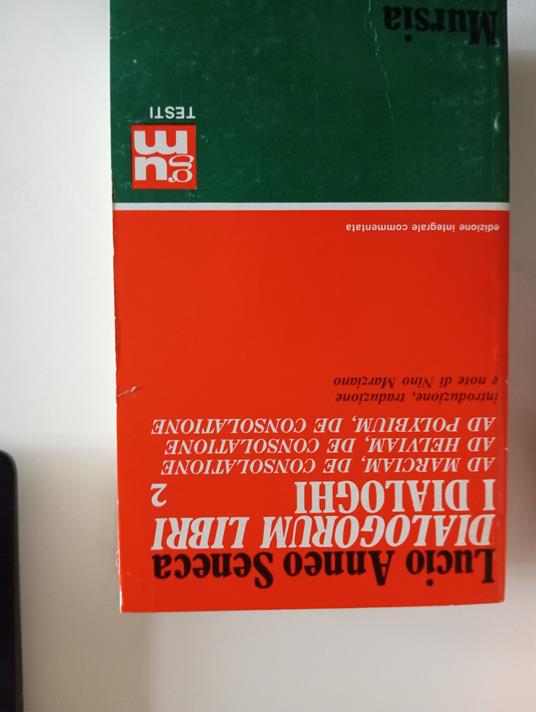 Lucio Anneo Seneca
DIALOGORUM LIBRI
I DIALOGHI 2
AD MARCIAM, DE CONSOLATIONE
AD HELVIAM, DE CONSOLATIONE
AD POLYBIUM, DE CONSOLATIONE
introduzione, traduzione
e note di Nino Marziano
edizione integrale commentata
gum
TESTI
Mursia